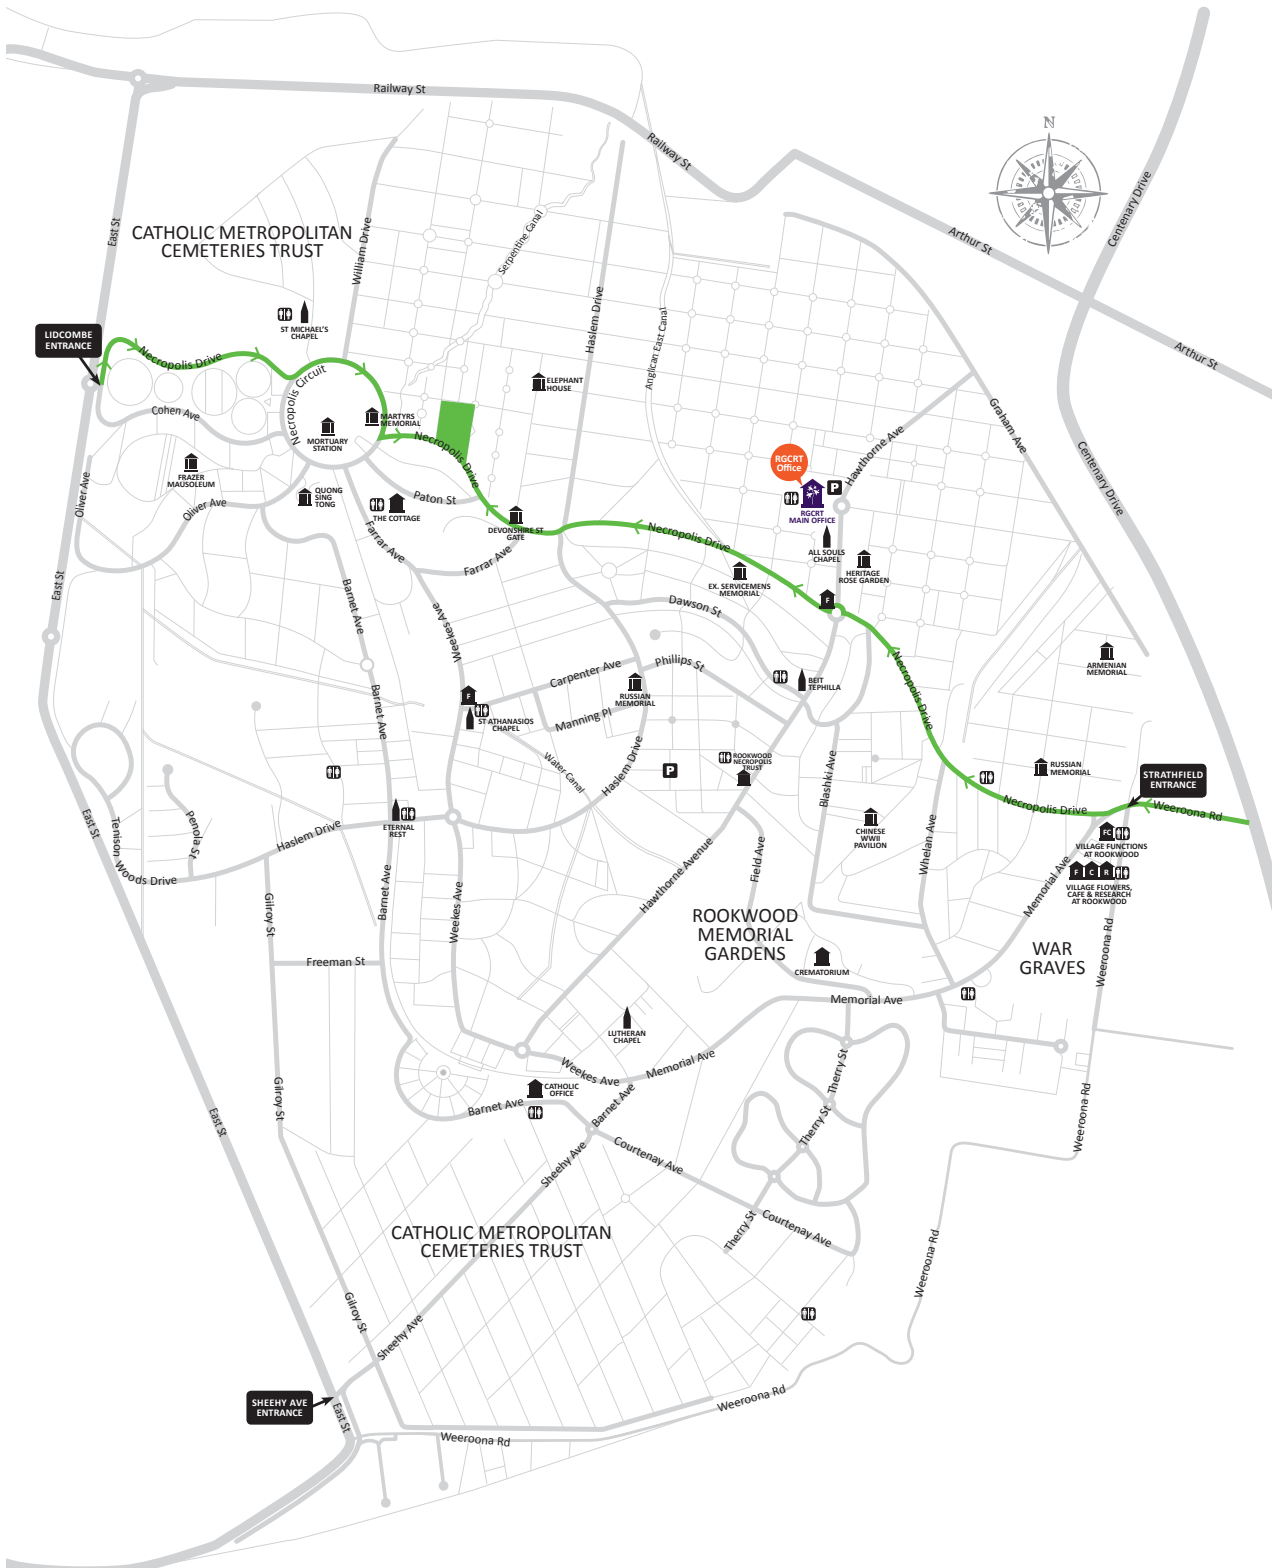 Railway St
Railway St
N
Centenary Drive
Arthur St
Arthur St
East St
CATHOLIC METROPOLITAN
CEMETERIES TRUST
William Drive
Serpentine Canal
Haslem Drive
Anglican East Canal
ST MICHAEL'S
CHAPEL
LIDCOMBE
ENTRANCE
Necropolis Drive
Necropolis Circuit
Cohen Ave
MORTUARY
STATION
MARTYRS
MEMORIAL
ELEPHANT
HOUSE
Necropolis Drive
Graham Ave
Centenary Drive
Hawthorne Ave
RGCRT
Office
P
RGCRT
MAIN OFFICE
FRAZER
MAUSOLEUM
Oliver Ave
Oliver Ave
QUONG
SING
TONG
THE COTTAGE
Paton St
DEVONSHIRE ST
GATE
Farrar Ave
Farrar Ave
Necropolis Drive
ALL SOULS
CHAPEL
HERITAGE
ROSE GARDEN
EX. SERVICEMENS
MEMORIAL
F
East St
Barnet Ave
Weekes Ave
Dawson St
Phillips St
Carpenter Ave
Manning Pl
RUSSIAN
MEMORIAL
BEIT
TEPHILLA
Necropolis Drive
ARMENIAN
MEMORIAL
F
ST ATHANASIOS
CHAPEL
Barnet Ave
Water Canal
Haslem Drive
P
ROOKWOOD
NECROPOLIS
TRUST
Blashki Ave
RUSSIAN
MEMORIAL
STRATHFIELD
ENTRANCE
Necropolis Drive
Weeroona Rd
East St
Tenison Woods Drive
Penola St
Haslem Drive
ETERNAL
REST
Hawthorne Avenue
Field Ave
CHINESE
WWII
PAVILION
Whelan Ave
Memorial Ave
FC
VILLAGE FUNCTIONS
AT ROOKWOOD
F C R
VILLAGE FLOWERS,
CAFE & RESEARCH
AT ROOKWOOD
Gilroy St
Barnet Ave
Weekes Ave
Freeman St
ROOKWOOD
MEMORIAL
GARDENS
WAR
GRAVES
Weeroona Rd
CREMATORIUM
Memorial Ave
LUTHERAN
CHAPEL
Weekes Ave
Memorial Ave
CATHOLIC
OFFICE
Barnet Ave
Barnet Ave
Therry St
Therry St
Weeroona Rd
Gilroy St
East St
Sheehy Ave
Courtenay Ave
Courtenay Ave
Therry St
CATHOLIC METROPOLITAN
CEMETERIES TRUST
Weeroona Rd
Gilroy St
Sheehy Ave
SHEEHY AVE
ENTRANCE
East St
Weeroona Rd
Weeroona Rd